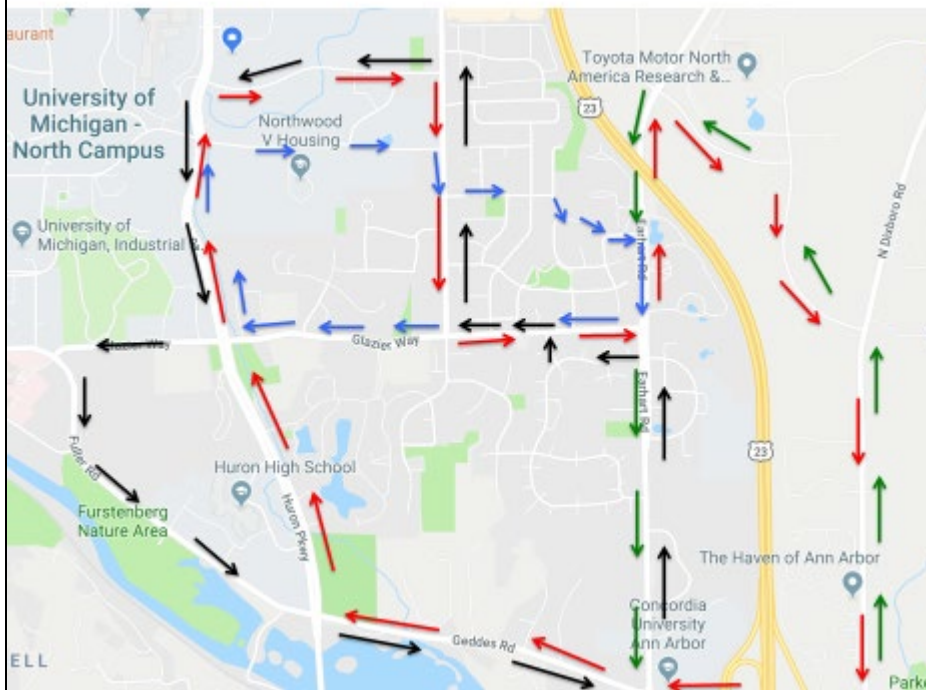 aurant
University of
Michigan -
North Campus
Northwood
V Housing
Toyota Motor North
America Research &...
23
University of
Michigan, Industrial &...
Earhart Rd
N Dixboro Rd
Glazier Way
Glazier Way
Earhart Rd
23
Fuller Rd
Huron High School
Furstenberg
Nature Area
Huron Pkwy
The Haven of Ann Arbor
Concordia
University
Ann Arbor
Geddes Rd
ELL
Parke